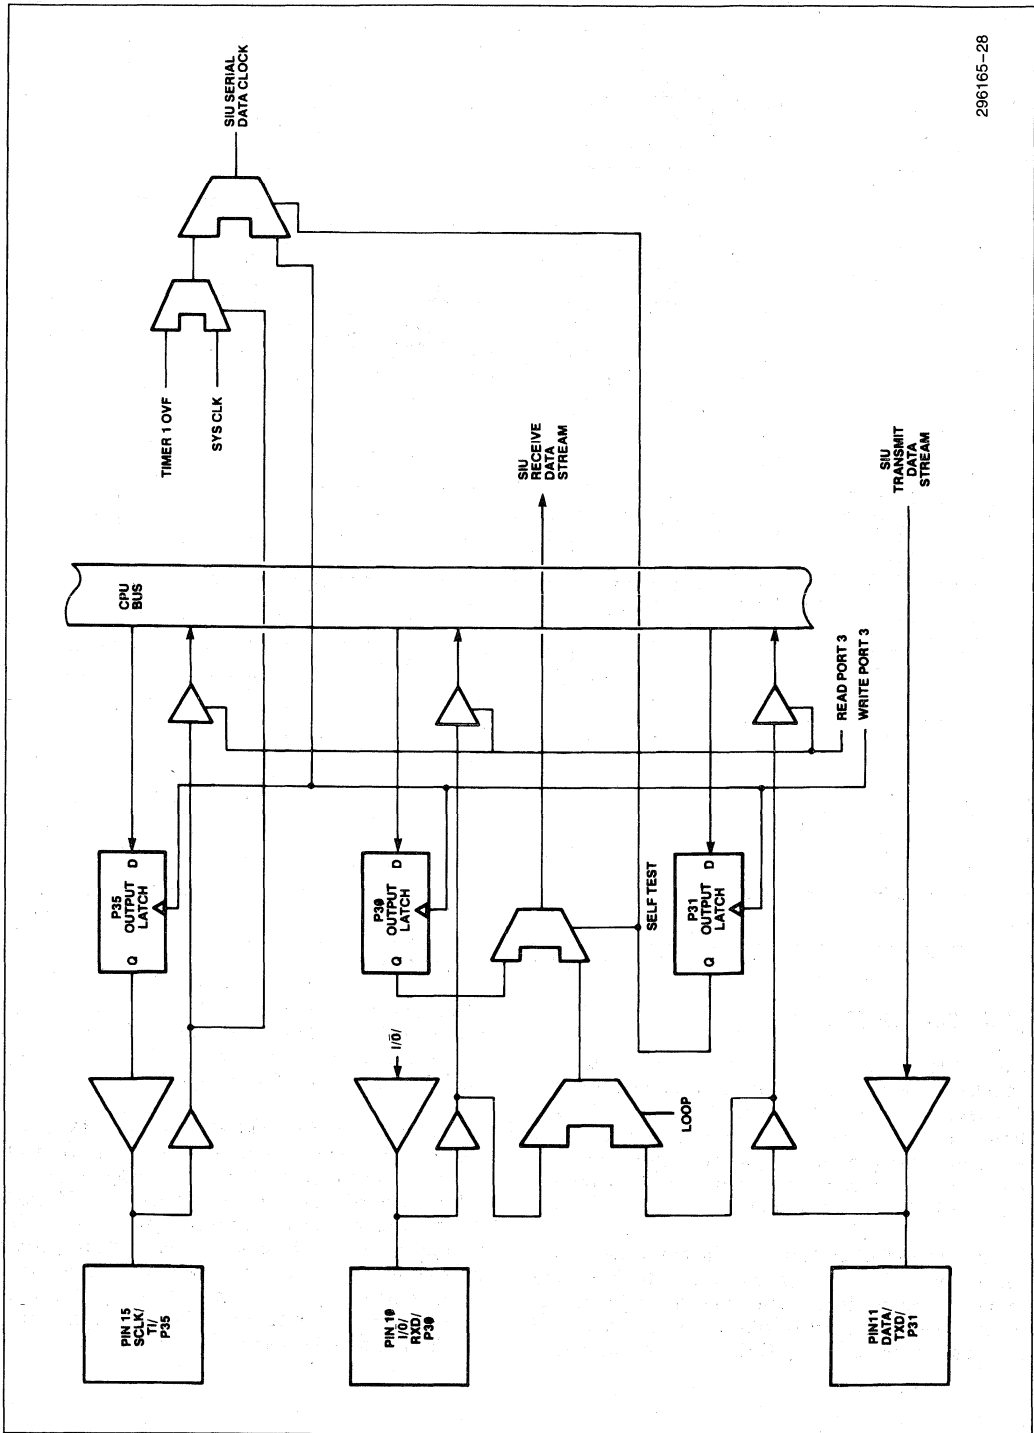 SIU SERIAL
DATA CLOCK
TIMER 1 OVF
SYS CLK
SIU
RECEIVE
DATA
STREAM
SIU
TRANSMIT
DATA
STREAM
CPU
BUS
READ PORT 3
WRITE PORT 3
P35
OUTPUT
LATCH
D
Q
P30
OUTPUT
LATCH
D
Q
P31
OUTPUT
LATCH
D
Q
SELF TEST
I/O̅/
LOOP
PIN 15
SCLK/
TI/
P35
PIN 10
I/O̅/
RXD/
P30
PIN11
DATA/
TXD/
P31
296165-28